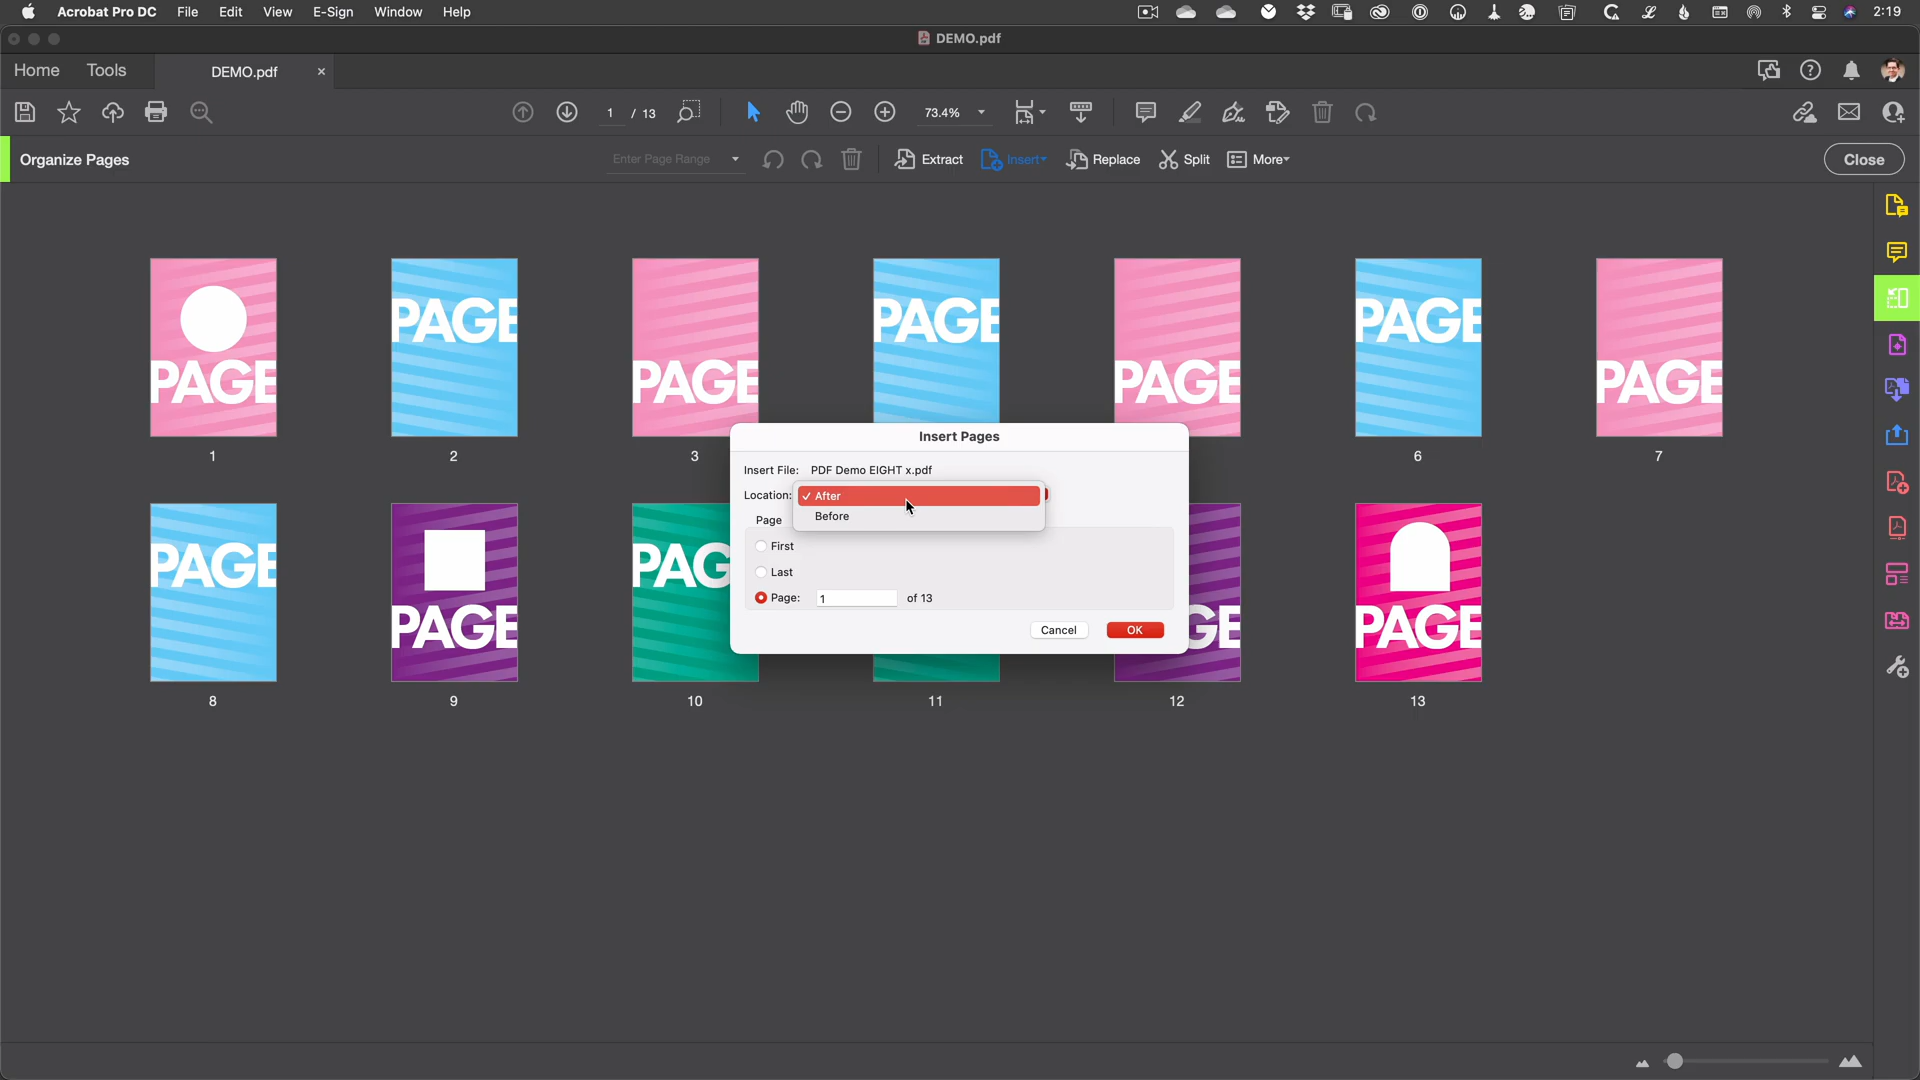 Acrobat Pro DC File Edit View E-Sign Window Help 2:19
DEMO.pdf
Home Tools DEMO.pdf ×
1 / 13 73.4%
Organize Pages Enter Page Range Extract Insert Replace Split More Close
PAGE PAGE PAGE PAGE PAGE PAGE PAGE
1 2 3 6 7
Insert Pages
Insert File: PDF Demo EIGHT x.pdf
Location: ✓ After
Before
Page
First
Last
Page: 1 of 13
Cancel OK
PAGE PAGE PAG GE PAGE
8 9 10 11 12 13